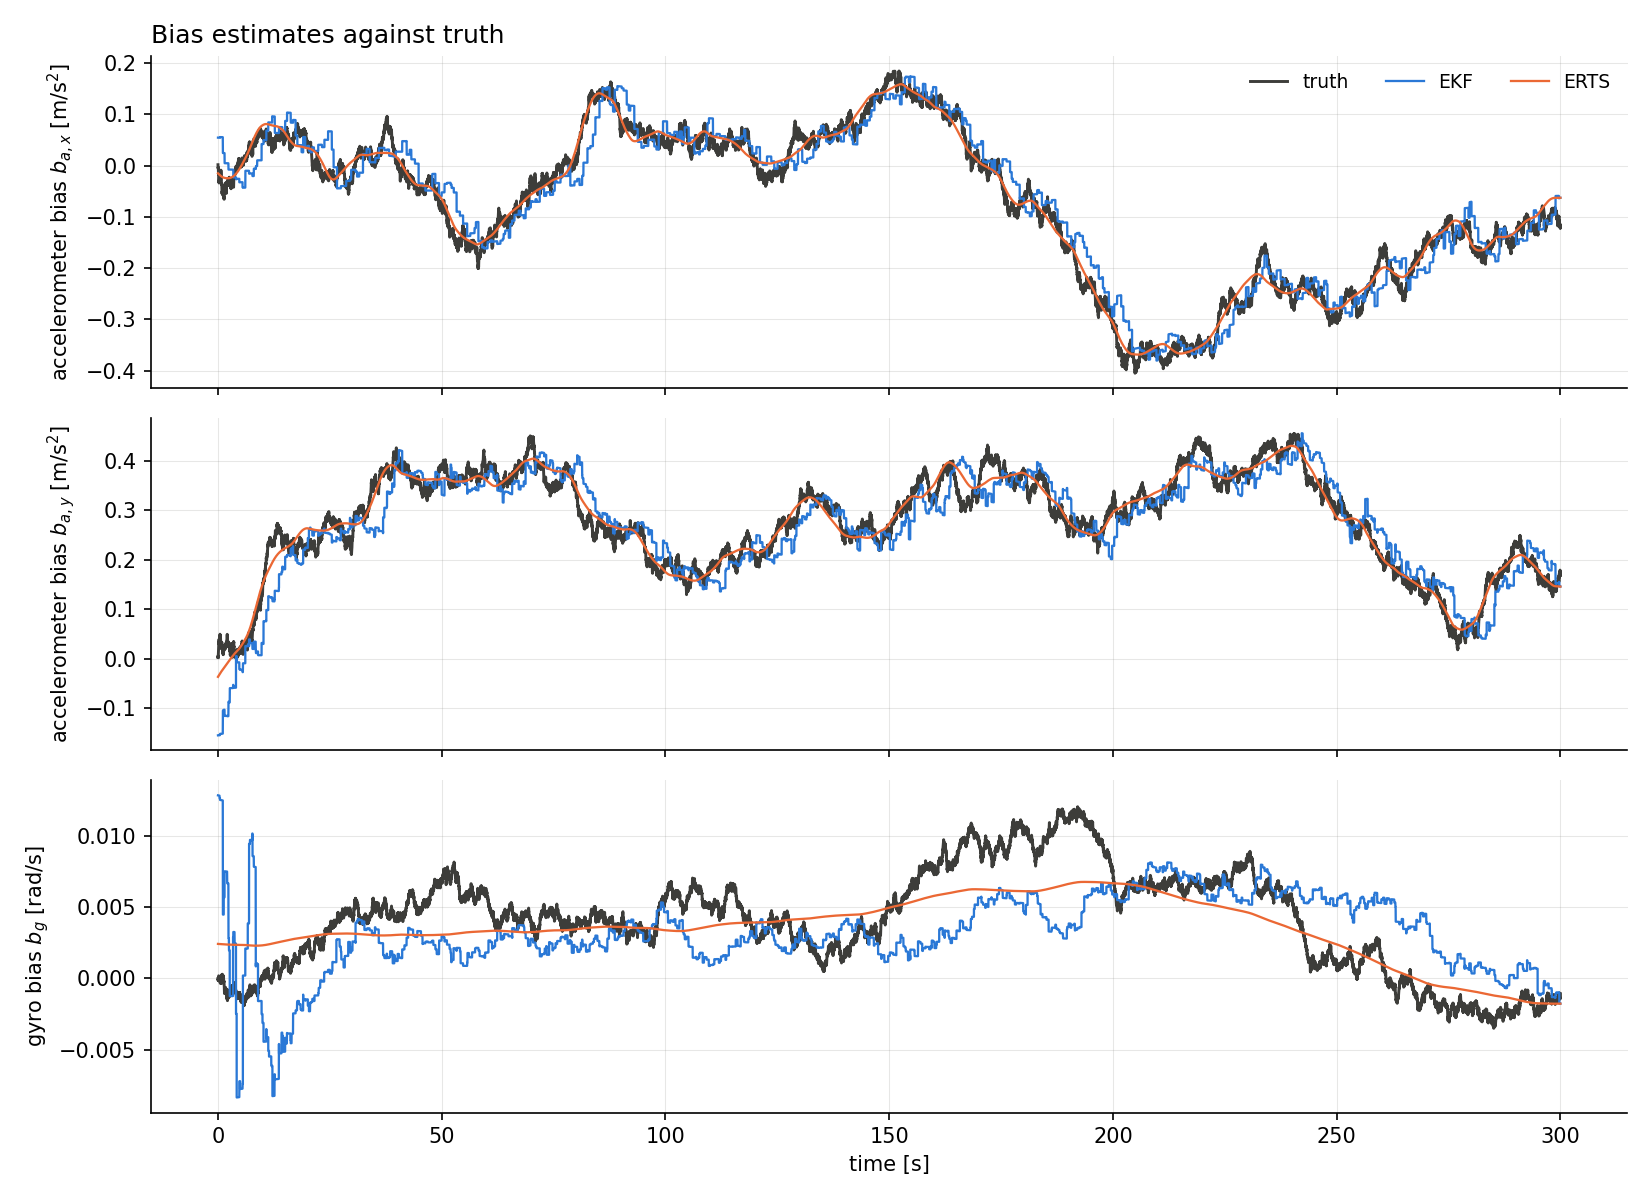 Bias estimates against truth
truth EKF ERTS
accelerometer bias $b_{a,x}$ [m/s²]
0.2
0.1
0.0
−0.1
−0.2
−0.3
−0.4
accelerometer bias $b_{a,y}$ [m/s²]
0.4
0.3
0.2
0.1
0.0
−0.1
gyro bias $b_g$ [rad/s]
0.010
0.005
0.000
−0.005
0 50 100 150 200 250 300
time [s]